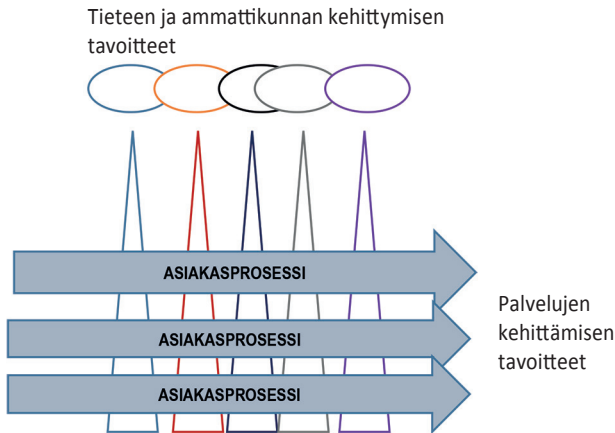 Tieteen ja ammattikunnan kehittymisen
tavoitteet
ASIAKASPROSESSI
ASIAKASPROSESSI
ASIAKASPROSESSI
Palvelujen
kehittämisen
tavoitteet